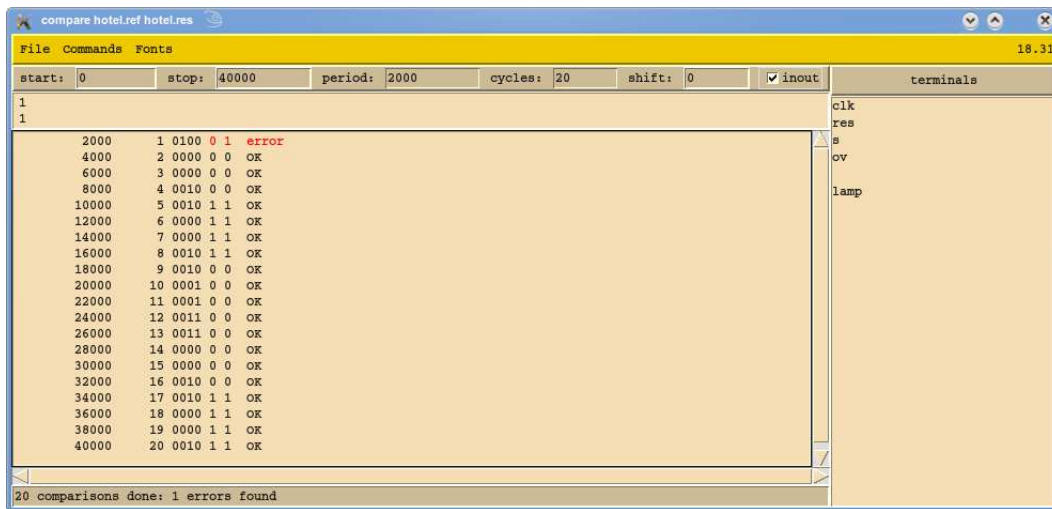 compare hotel.ref hotel.res
File Commands Fonts 18.31
start: 0 stop: 40000 period: 2000 cycles: 20 shift: 0 inout terminals
1
1
clk
res
s
ov
lamp
2000 1 0100 0 1 error
4000 2 0000 0 0 OK
6000 3 0000 0 0 OK
8000 4 0010 0 0 OK
10000 5 0010 1 1 OK
12000 6 0000 1 1 OK
14000 7 0000 1 1 OK
16000 8 0010 1 1 OK
18000 9 0010 0 0 OK
20000 10 0001 0 0 OK
22000 11 0001 0 0 OK
24000 12 0011 0 0 OK
26000 13 0011 0 0 OK
28000 14 0000 0 0 OK
30000 15 0000 0 0 OK
32000 16 0010 0 0 OK
34000 17 0010 1 1 OK
36000 18 0000 1 1 OK
38000 19 0000 1 1 OK
40000 20 0010 1 1 OK
20 comparisons done: 1 errors found